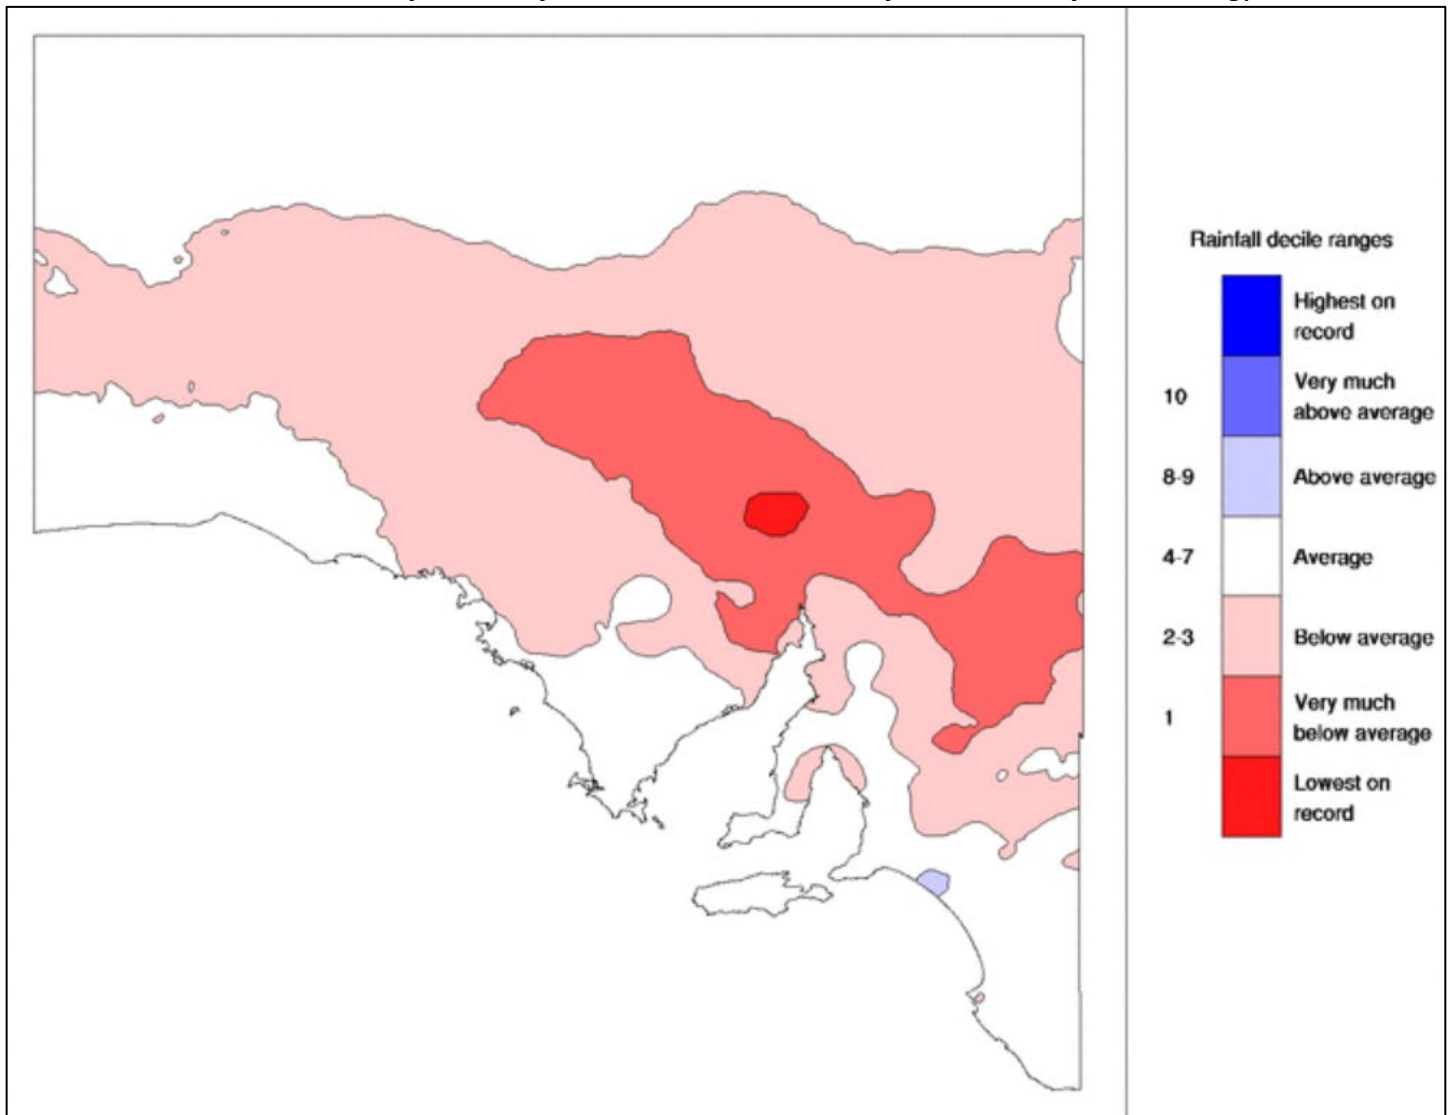 Rainfall decile ranges
Highest on
record
10
Very much
above average
8-9
Above average
4-7
Average
2-3
Below average
1
Very much
below average
Lowest on
record